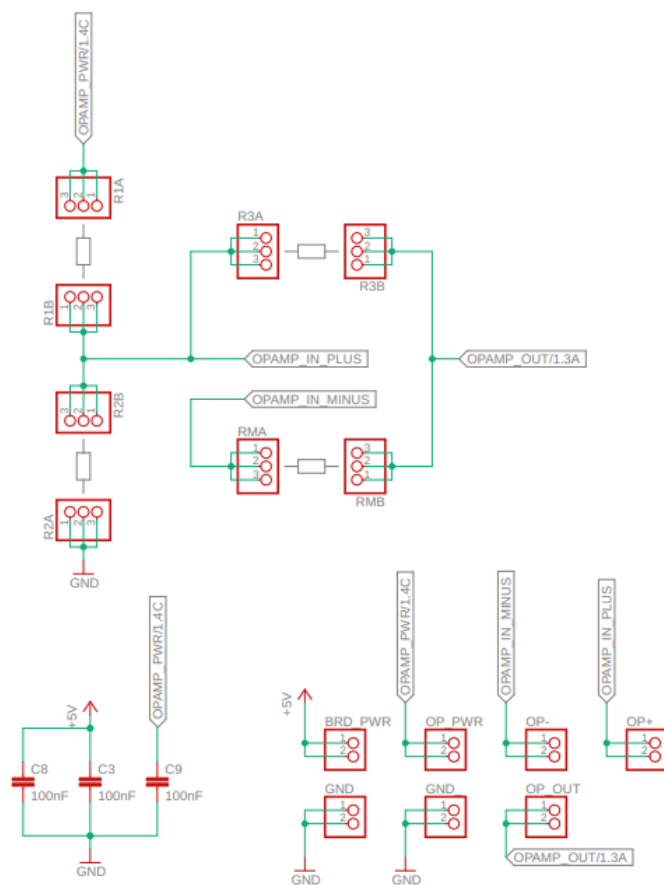 OPAMP_PWR/1.4C
3
2
1
R1A
R1B
1
2
3
R3A
1
2
3
3
2
1
R3B
OPAMP_IN_PLUS
OPAMP_OUT/1.3A
OPAMP_IN_MINUS
R2B
3
2
1
RMA
1
2
3
3
2
1
RMB
R2A
1
2
3
GND
OPAMP_PWR/1.4C
OPAMP_PWR/1.4C
OPAMP_IN_MINUS
OPAMP_IN_PLUS
+5V
+5V
BRD_PWR
1
2
OP_PWR
1
2
OP-
1
2
OP+
1
2
C8
100nF
C3
100nF
C9
100nF
GND
1
2
GND_
1
2
OP_OUT
1
2
OPAMP_OUT/1.3A
GND
GND
GND